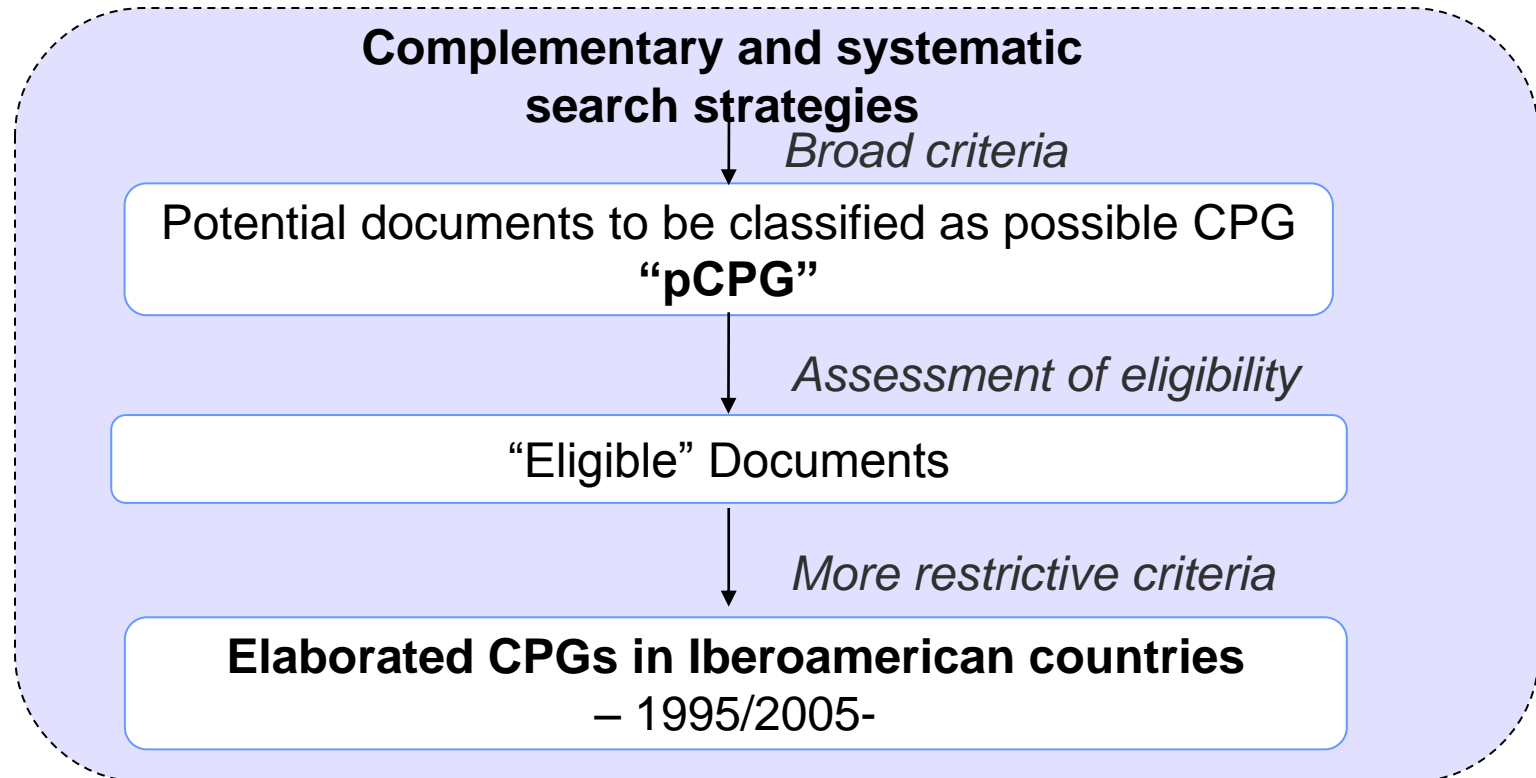 Complementary and systematic
search strategies
Broad criteria
Potential documents to be classified as possible CPG
“pCPG”
Assessment of eligibility
“Eligible” Documents
More restrictive criteria
Elaborated CPGs in Iberoamerican countries
– 1995/2005-